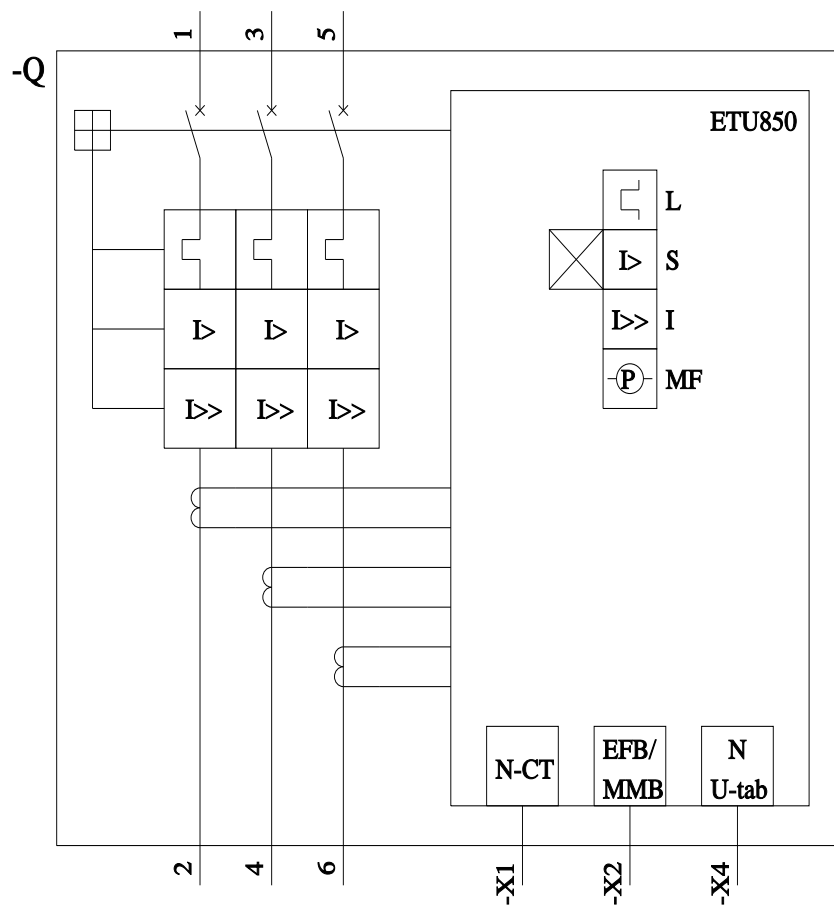 1 3 5
-Q
ETU850
L
I> S
I>> I
P MF
I> I> I>
I>> I>> I>>
N-CT
EFB/
MMB
N
U-tab
2 4 6
-X1 -X2 -X4